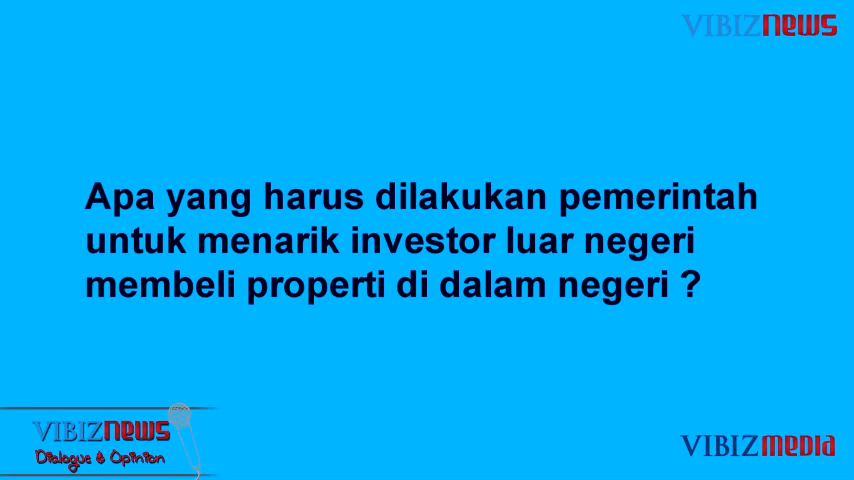 VIBIZNEWS
Apa yang harus dilakukan pemerintah
untuk menarik investor luar negeri
membeli properti di dalam negeri ?
VIBIZNEWS
Dialogue & Opinion
VIBIZMEDIA